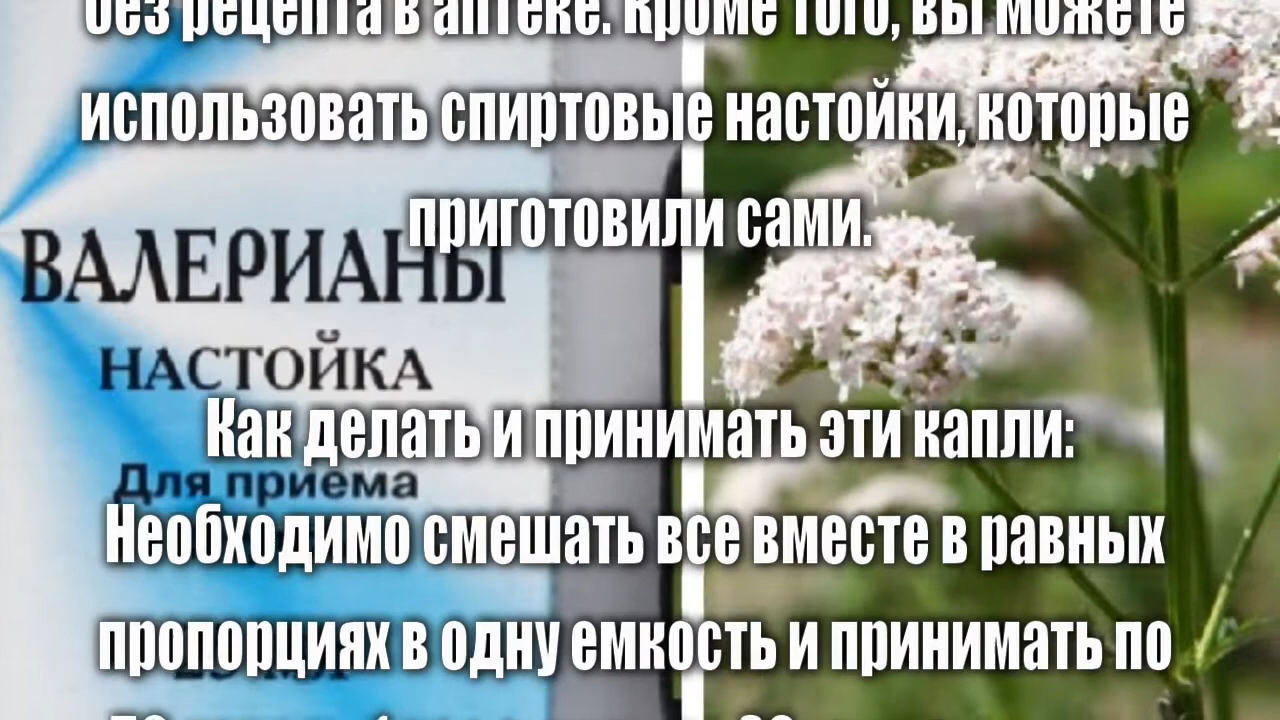 без рецепта в аптеке. Кроме того, вы можете
использовать спиртовые настойки, которые
приготовили сами.
ВАЛЕРИАНЫ
НАСТОЙКА
Как делать и принимать эти капли:
Для приема
Необходимо смешать все вместе в равных
пропорциях в одну емкость и принимать по